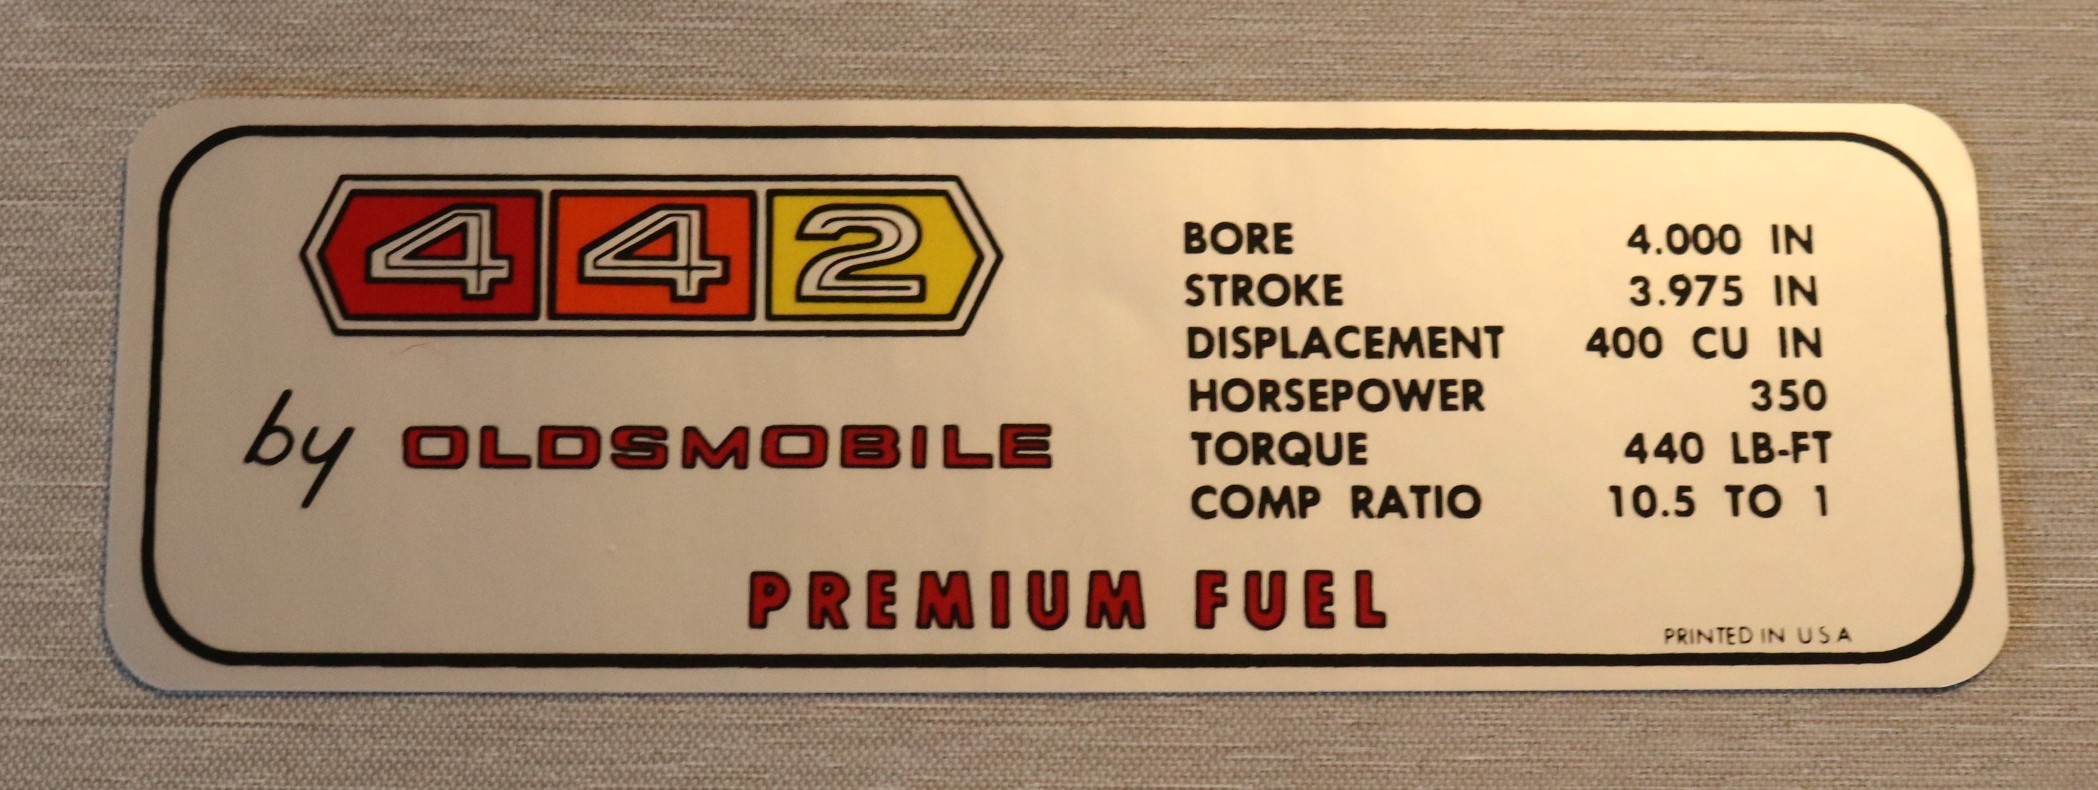 442
by OLDSMOBILE
BORE 4.000 IN
STROKE 3.975 IN
DISPLACEMENT 400 CU IN
HORSEPOWER 350
TORQUE 440 LB-FT
COMP RATIO 10.5 TO 1
PREMIUM FUEL
PRINTED IN U S A